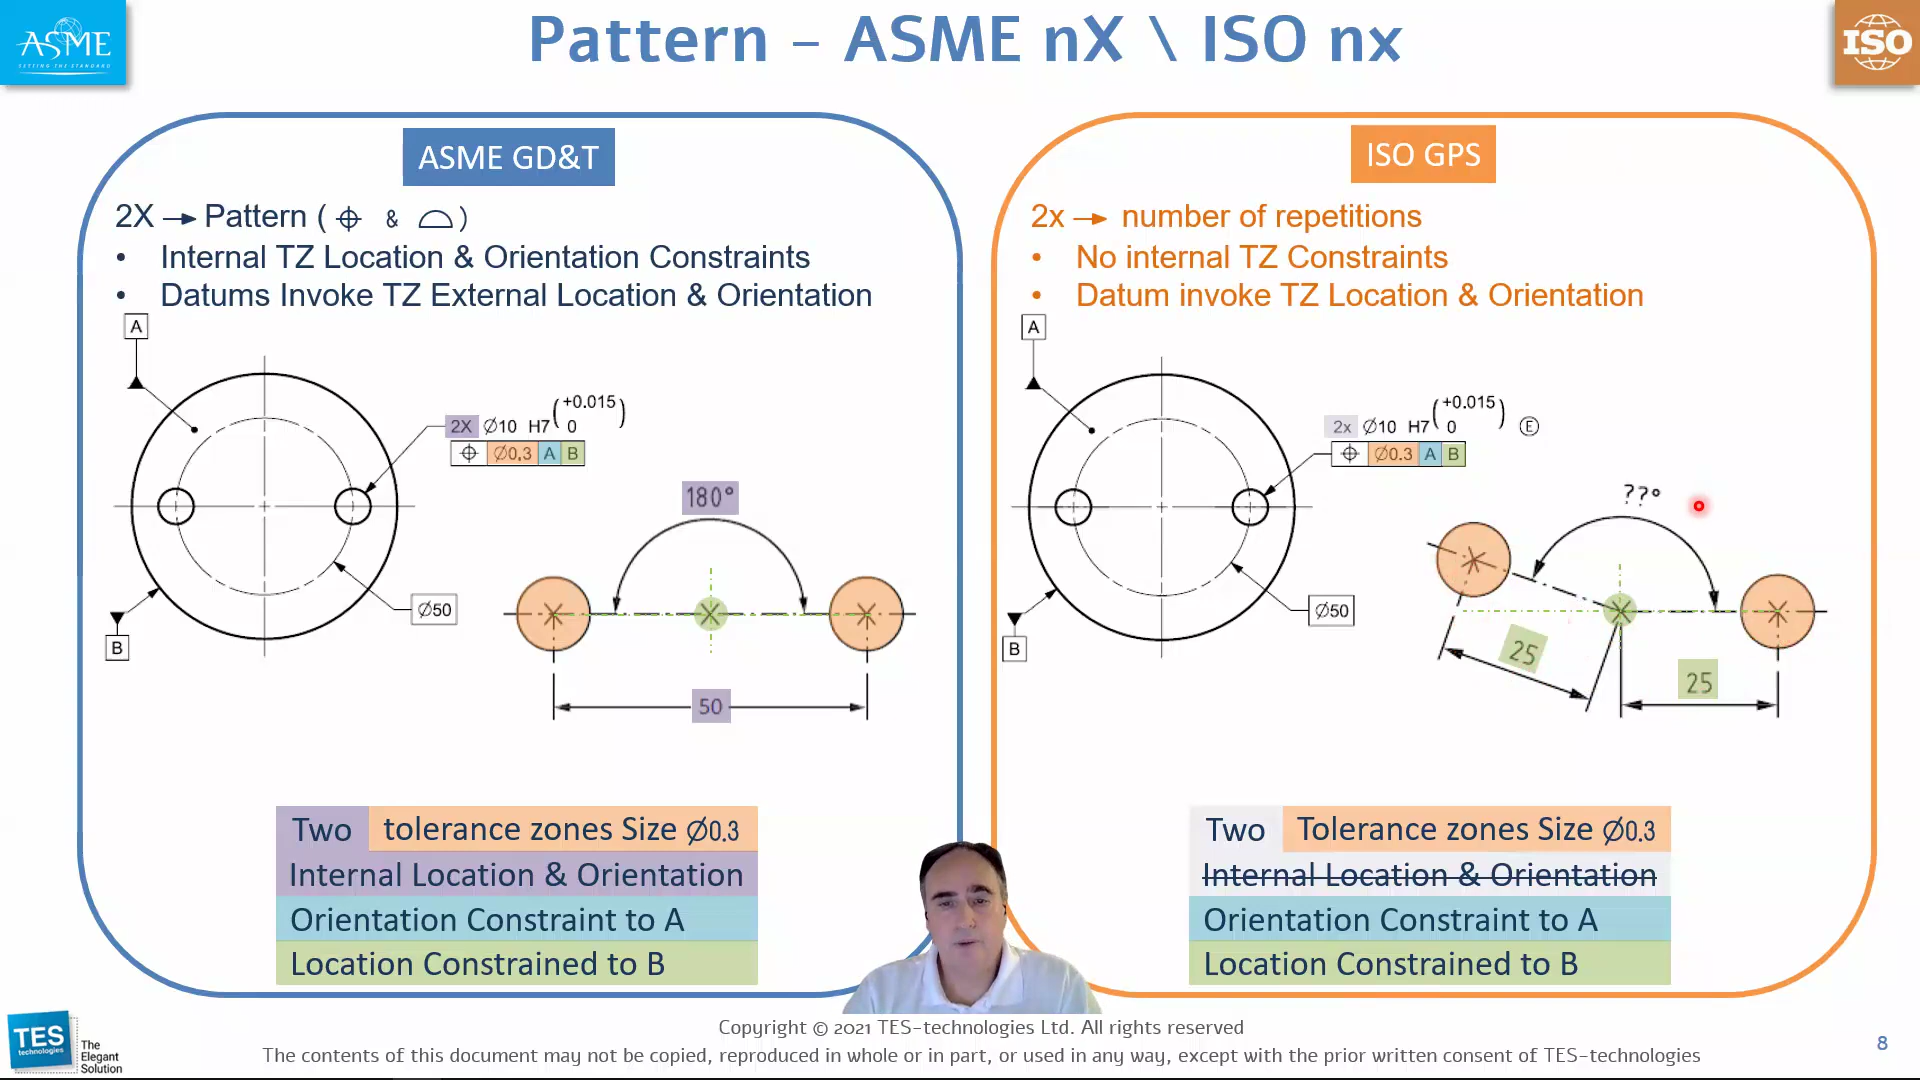 ASME
SETTING THE STANDARD
Pattern – ASME nX \ ISO nx
ISO
ASME GD&T
2X → Pattern ( ⌖ & ⌓ )
• Internal TZ Location & Orientation Constraints
• Datums Invoke TZ External Location & Orientation
A
2X Ø10 H7 ( +0.015 0 )
⌖ Ø0,3 A B
180°
Ø50
B
50
Two tolerance zones Size Ø0.3
Internal Location & Orientation
Orientation Constraint to A
Location Constrained to B
ISO GPS
2x → number of repetitions
• No internal TZ Constraints
• Datum invoke TZ Location & Orientation
A
2x Ø10 H7 ( +0.015 0 ) Ⓔ
⌖ Ø0.3 A B
??°
Ø50
B
25
25
Two Tolerance zones Size Ø0.3
Internal Location & Orientation
Orientation Constraint to A
Location Constrained to B
TES
technologies
The
Elegant
Solution
Copyright © 2021 TES-technologies Ltd. All rights reserved
The contents of this document may not be copied, reproduced in whole or in part, or used in any way, except with the prior written consent of TES-technologies
8